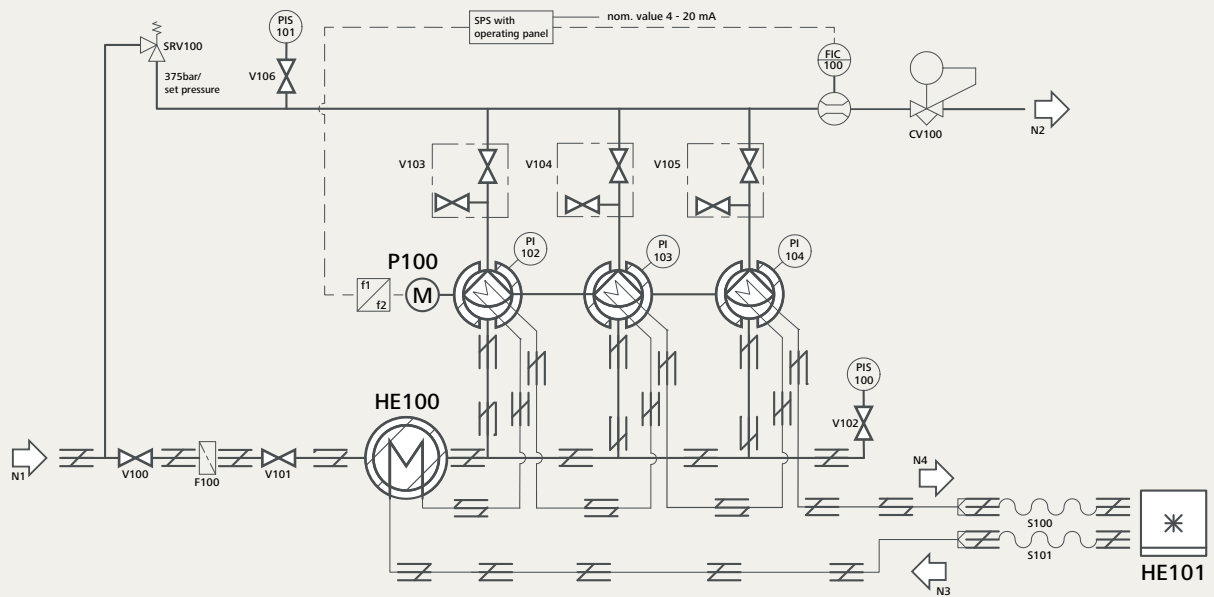 SPS with
operating panel
nom. value 4 - 20 mA
PIS
101
SRV100
FIC
100
V106
375bar/
set pressure
CV100
N2
V103
V104
V105
PI
102
PI
103
PI
104
P100
f1
f2
M
PIS
100
HE100
V102
N1
V100
F100
V101
N4
S100
S101
N3
HE101